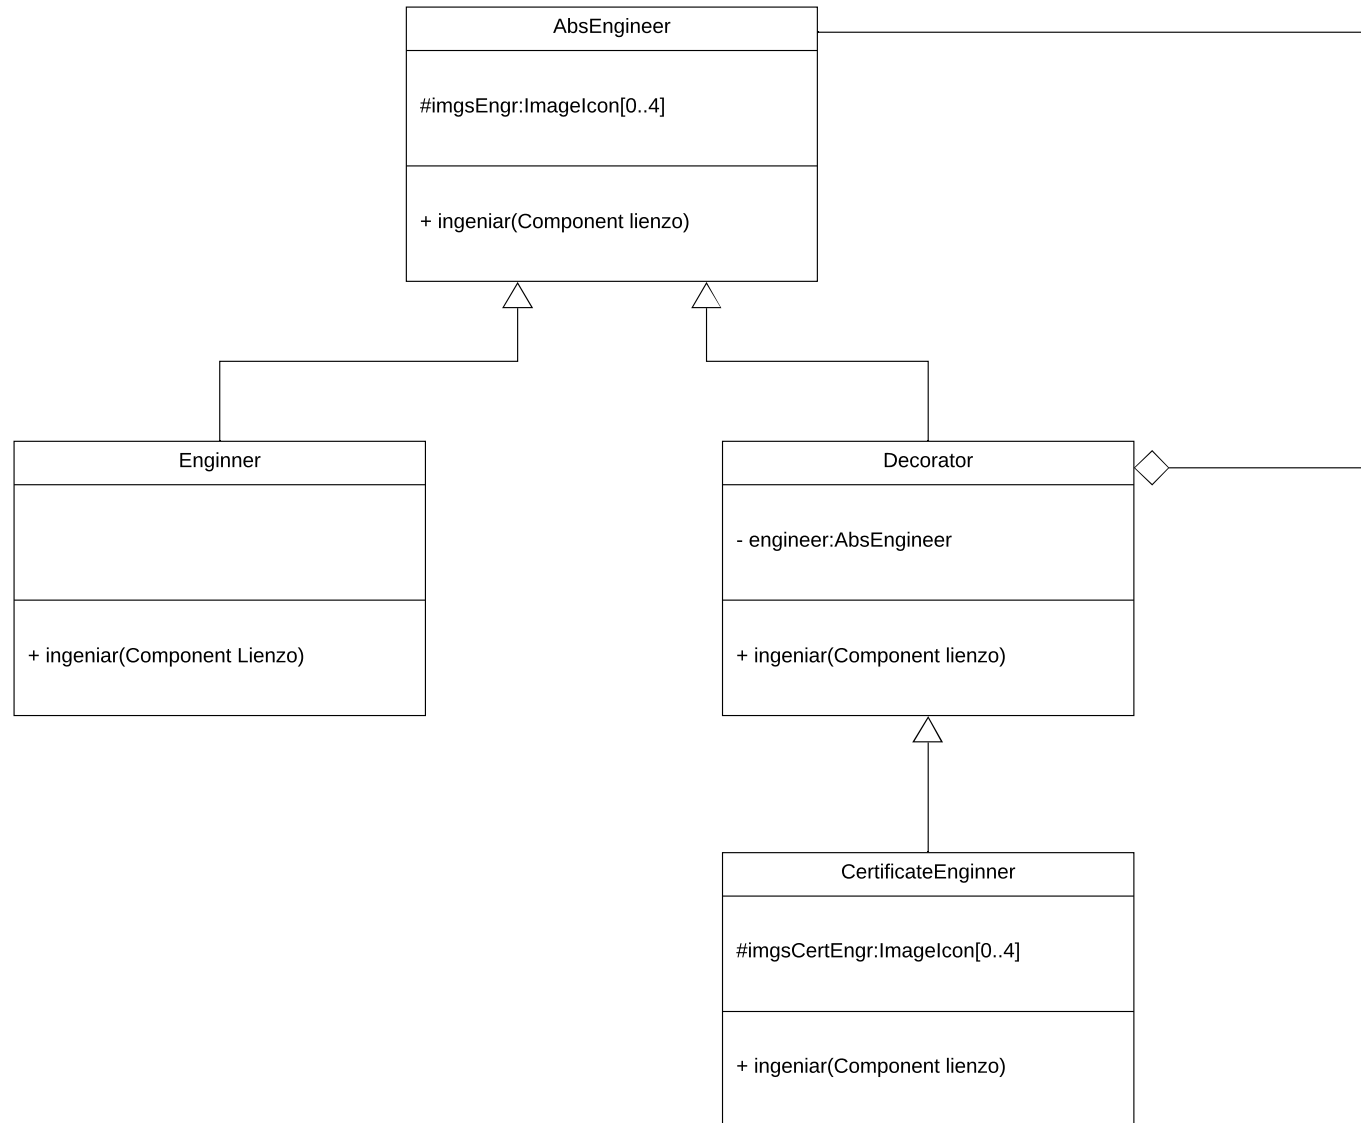 AbsEngineer
#imgsEngr:ImageIcon[0..4]
+ ingeniar(Component lienzo)
Enginner
+ ingeniar(Component Lienzo)
Decorator
- engineer:AbsEngineer
+ ingeniar(Component lienzo)
CertificateEnginner
#imgsCertEngr:ImageIcon[0..4]
+ ingeniar(Component lienzo)